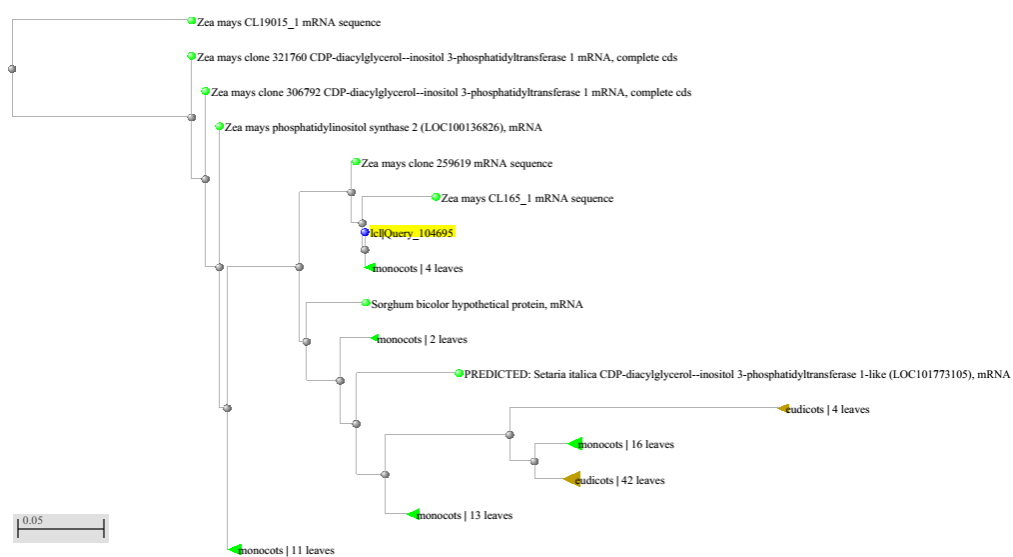 Zea mays CL19015_1 mRNA sequence
Zea mays clone 321760 CDP-diacylglycerol--inositol 3-phosphatidyltransferase 1 mRNA, complete cds
Zea mays clone 306792 CDP-diacylglycerol--inositol 3-phosphatidyltransferase 1 mRNA, complete cds
Zea mays phosphatidylinositol synthase 2 (LOC100136826), mRNA
Zea mays clone 259619 mRNA sequence
Zea mays CL165_1 mRNA sequence
lcl|Query_104695
monocots | 4 leaves
Sorghum bicolor hypothetical protein, mRNA
monocots | 2 leaves
PREDICTED: Setaria italica CDP-diacylglycerol--inositol 3-phosphatidyltransferase 1-like (LOC101773105), mRNA
eudicots | 4 leaves
monocots | 16 leaves
eudicots | 42 leaves
monocots | 13 leaves
0.05
monocots | 11 leaves